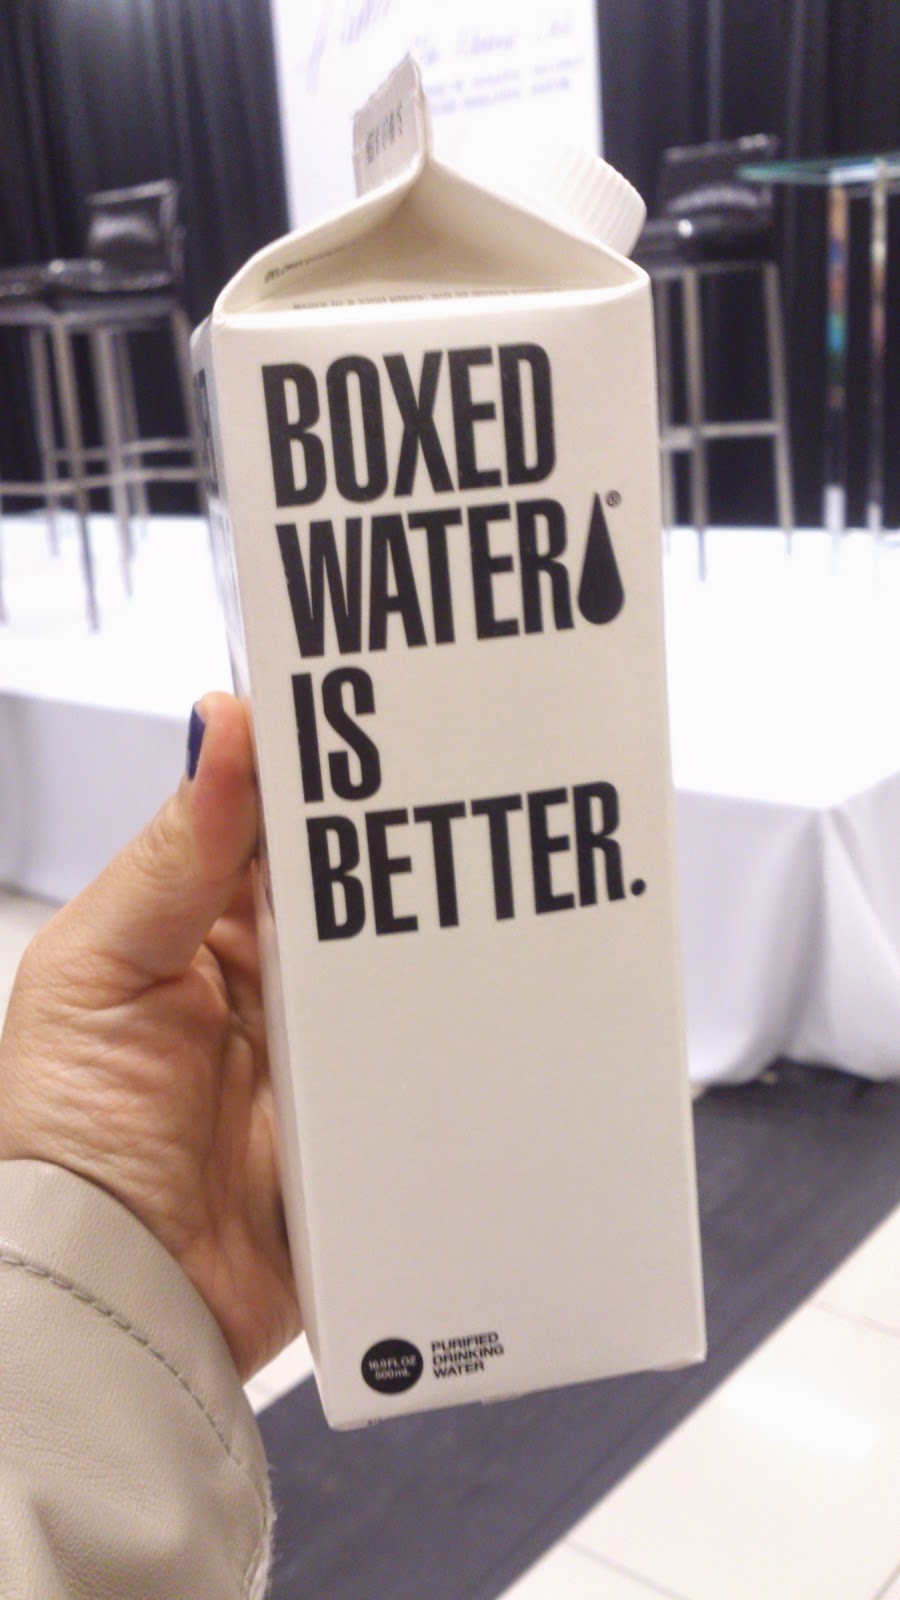 BOXED
WATER®
IS
BETTER.
16.9 FL OZ
500mL
PURIFIED
DRINKING
WATER